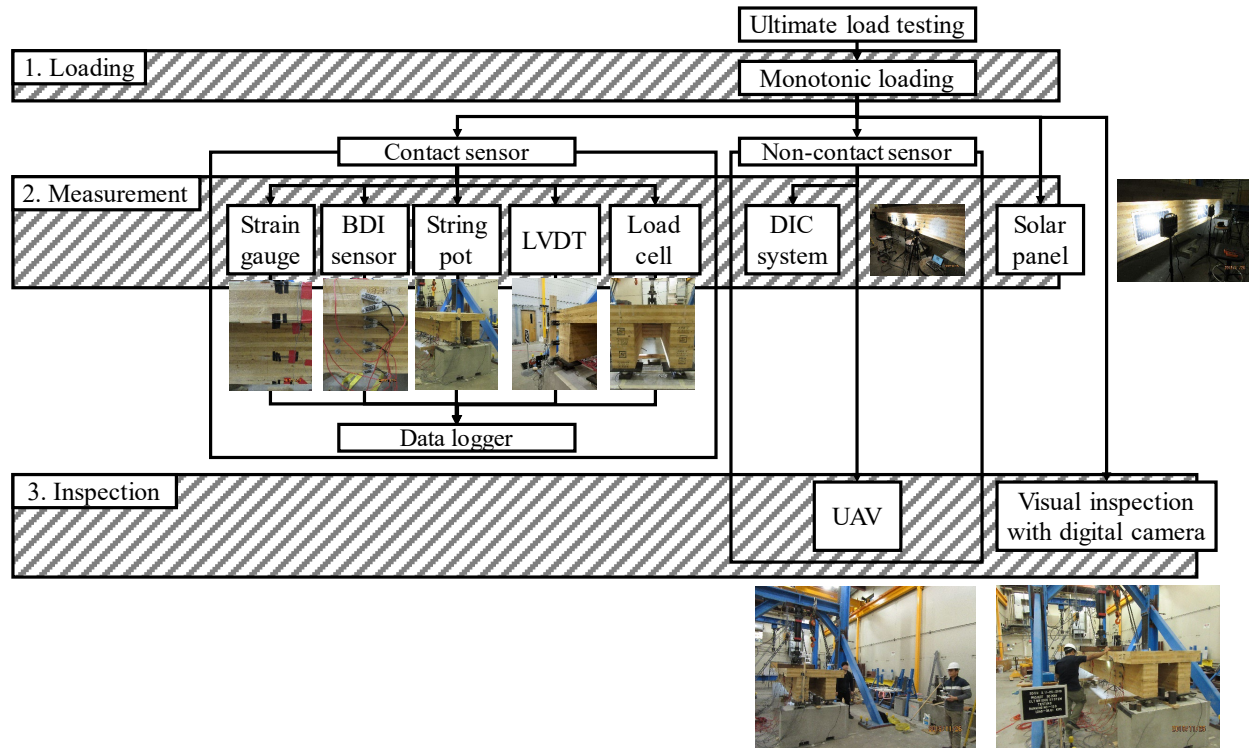 Ultimate load testing
1. Loading
Monotonic loading
Contact sensor
Non-contact sensor
2. Measurement
Strain
gauge
BDI
sensor
String
pot
LVDT
Load
cell
DIC
system
Solar
panel
Data logger
3. Inspection
UAV
Visual inspection
with digital camera